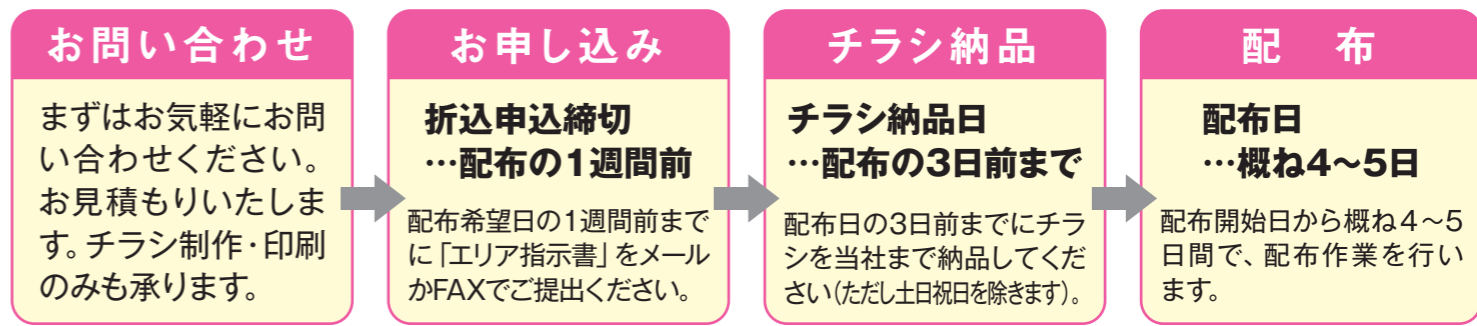 お問い合わせ
まずはお気軽にお問
い合わせください。
お見積もりいたしま
す。チラシ制作・印刷
のみも承ります。
お申し込み
折込申込締切
…配布の1週間前
配布希望日の1週間前まで
に「エリア指示書」をメール
かFAXでご提出ください。
チラシ納品
チラシ納品日
…配布の3日前まで
配布日の3日前までにチラ
シを当社まで納品してくだ
さい(ただし土日祝日を除きます)。
配　布
配布日
…概ね4〜5日
配布開始日から概ね4〜5
日間で、配布作業を行い
ます。